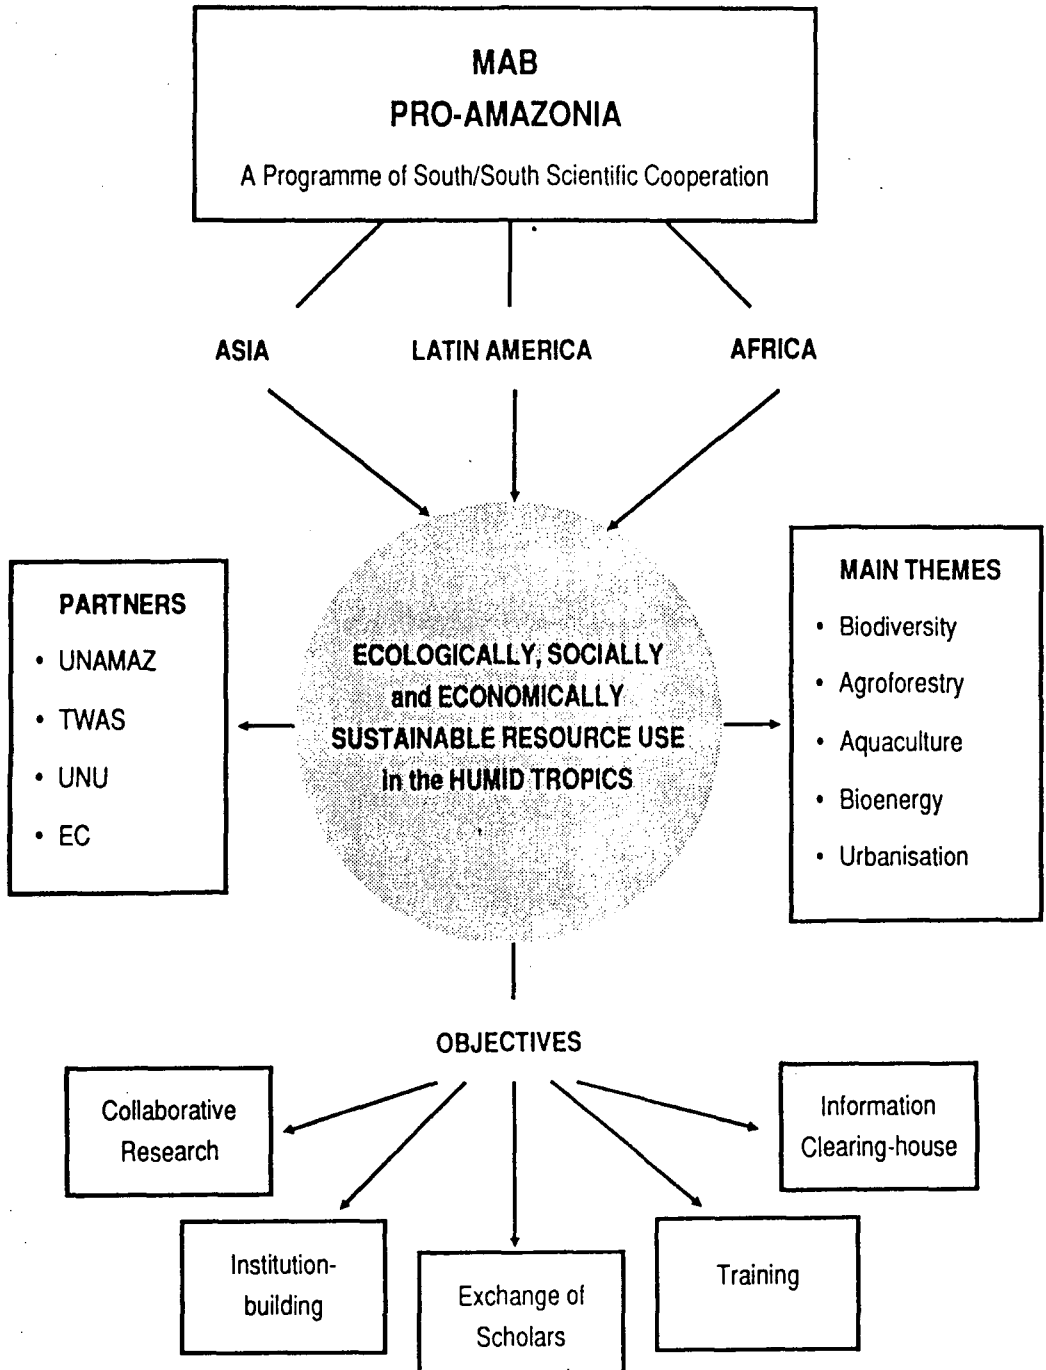 MAB
PRO-AMAZONIA
A Programme of South/South Scientific Cooperation
ASIA
LATIN AMERICA
AFRICA
PARTNERS
• UNAMAZ
• TWAS
• UNU
• EC
ECOLOGICALLY, SOCIALLY
and ECONOMICALLY
SUSTAINABLE RESOURCE USE
in the HUMID TROPICS
MAIN THEMES
• Biodiversity
• Agroforestry
• Aquaculture
• Bioenergy
• Urbanisation
OBJECTIVES
Collaborative
Research
Institution-
building
Exchange of
Scholars
Training
Information
Clearing-house